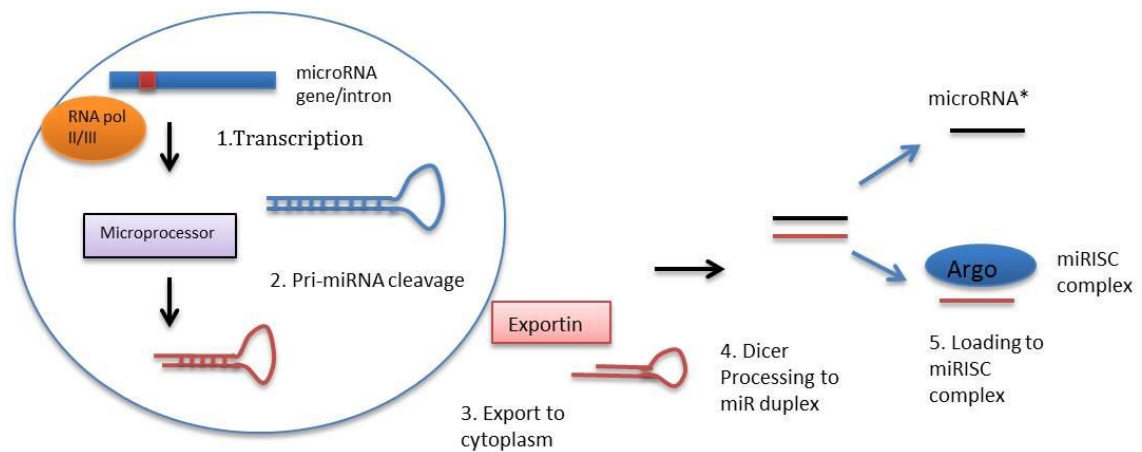 microRNA
gene/intron
RNA pol
II/III
1.Transcription
Microprocessor
2. Pri-miRNA cleavage
Exportin
3. Export to
cytoplasm
4. Dicer
Processing to
miR duplex
microRNA*
Argo
miRISC
complex
5. Loading to
miRISC
complex